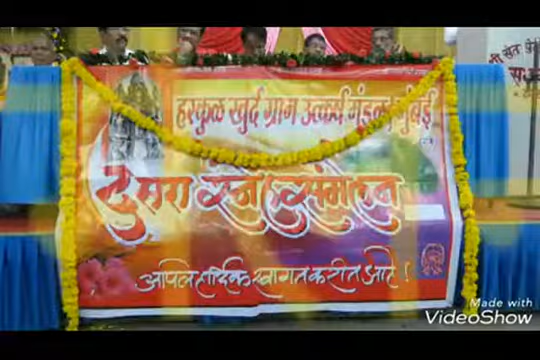 हरकुळ खुर्द ग्राम उत्कर्ष मंडळ, मुंबई
दुसरा स्नेहसंमेलन
आपले हार्दिक स्वागत करीत आहे !
श्री संत
Made with
VideoShow